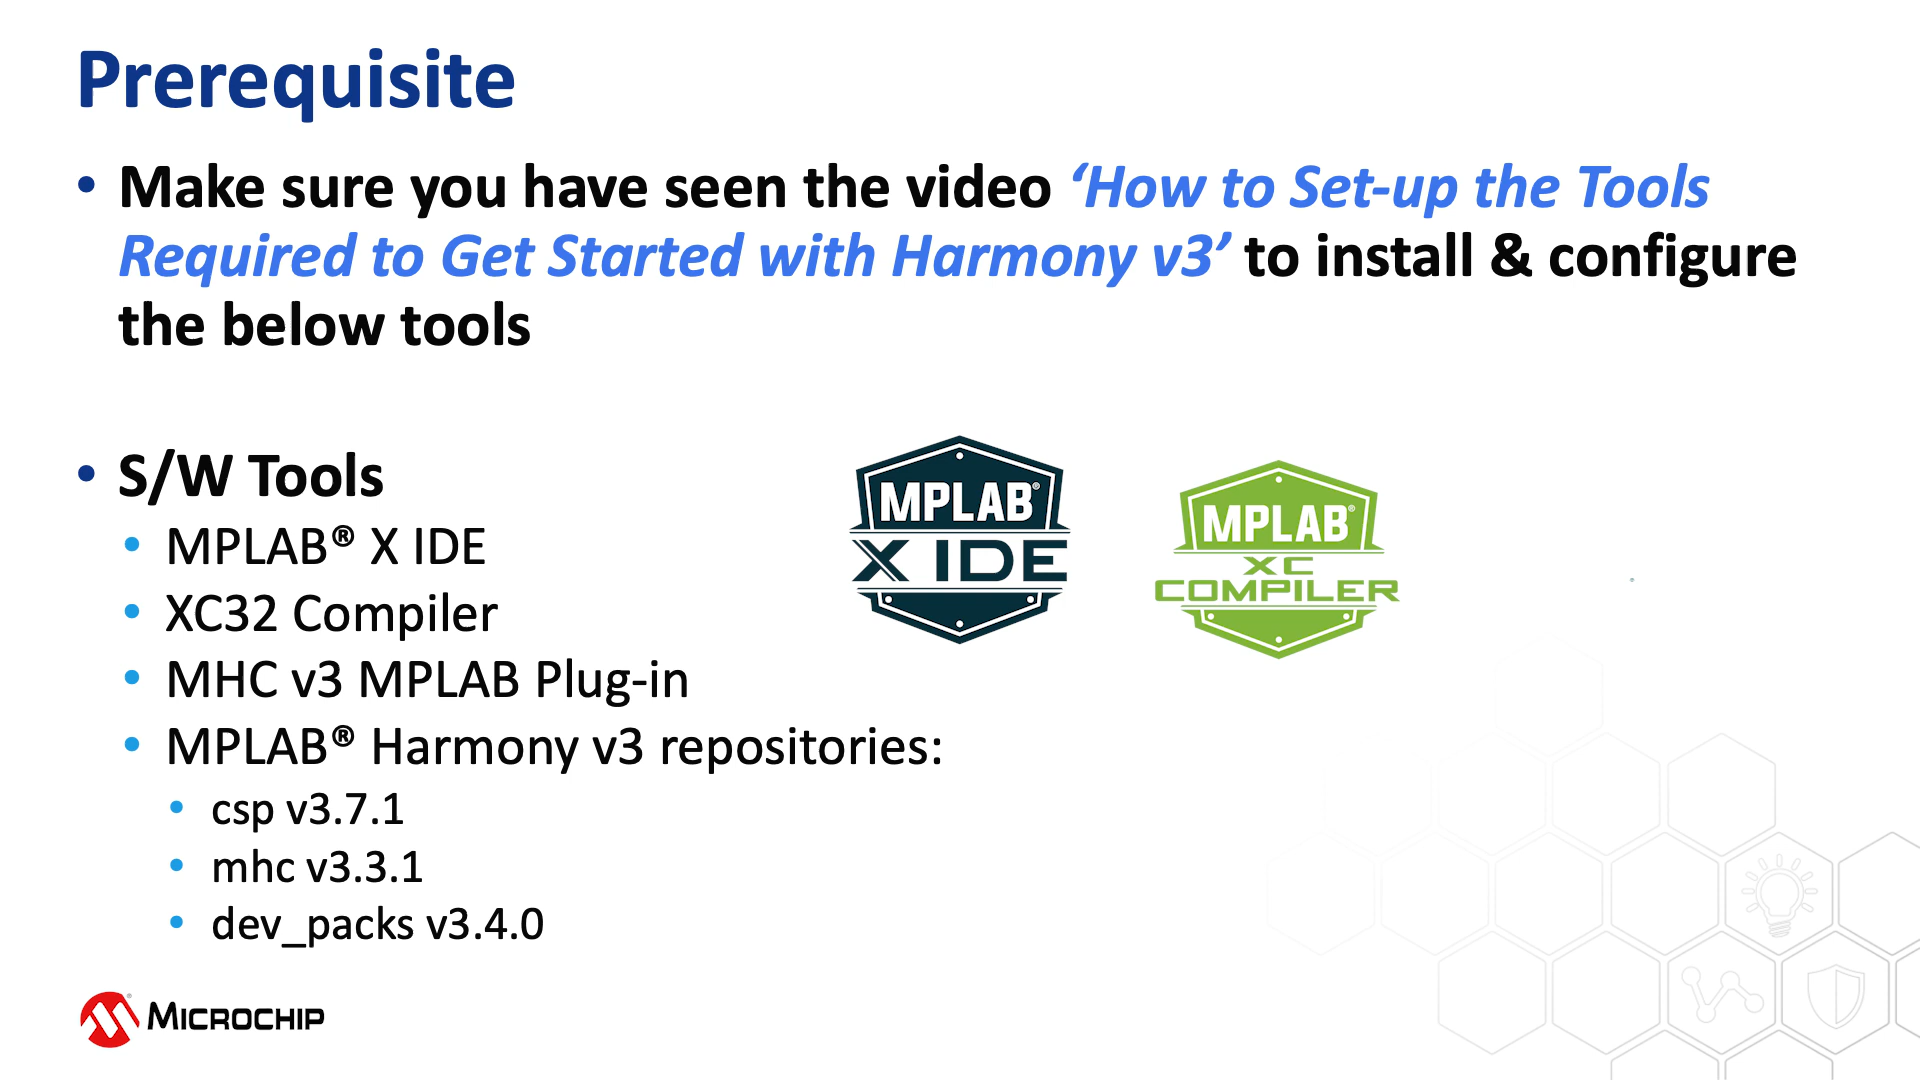 Prerequisite
• Make sure you have seen the video ‘How to Set-up the Tools
Required to Get Started with Harmony v3’ to install & configure
the below tools
• S/W Tools
• MPLAB® X IDE
• XC32 Compiler
• MHC v3 MPLAB Plug-in
• MPLAB® Harmony v3 repositories:
• csp v3.7.1
• mhc v3.3.1
• dev_packs v3.4.0
MPLAB®
X IDE
MPLAB®
XC
COMPILER
MICROCHIP